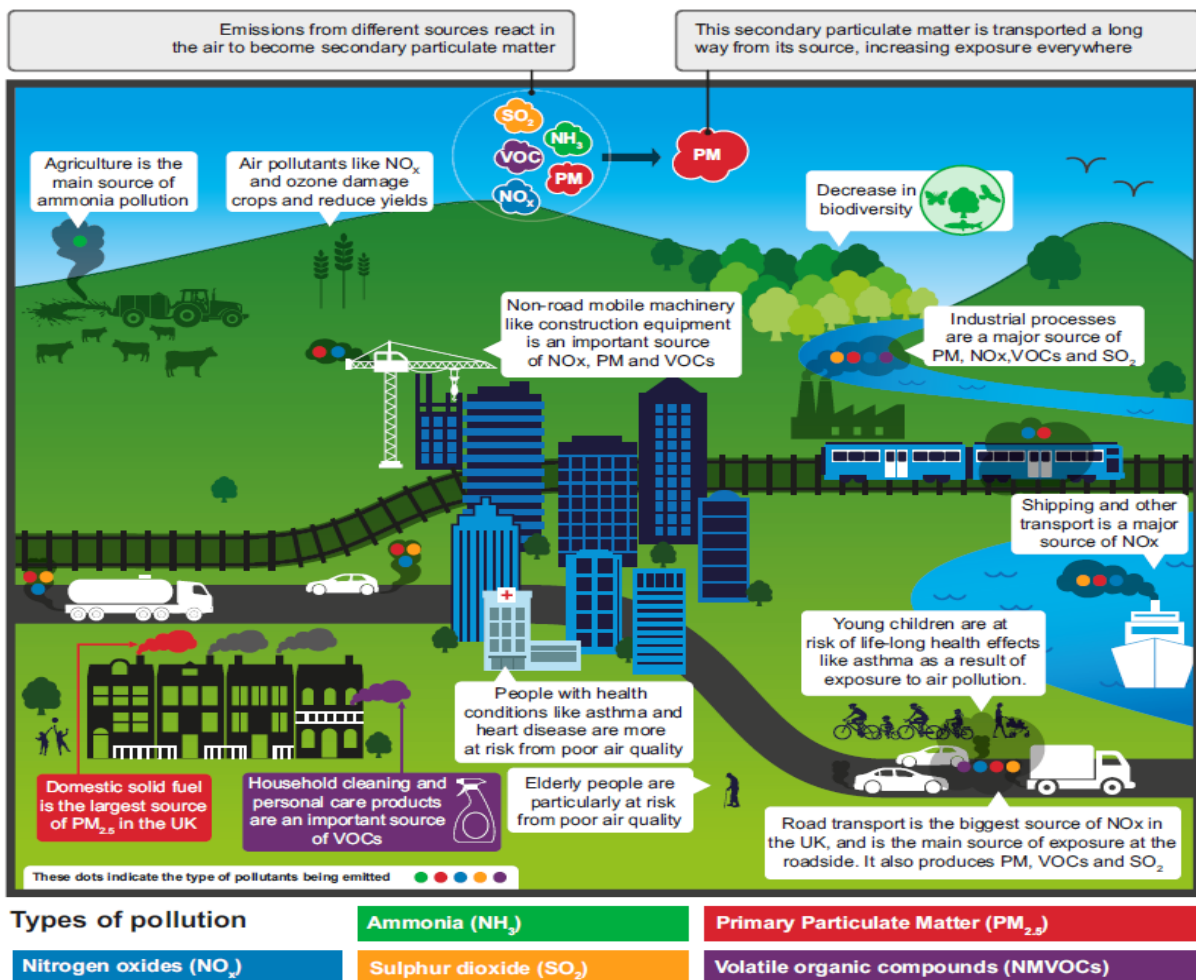 Emissions from different sources react in
the air to become secondary particulate matter
This secondary particulate matter is transported a long
way from its source, increasing exposure everywhere
SO₂
NH₃
VOC
PM
NOₓ
PM
Agriculture is the
main source of
ammonia pollution
Air pollutants like NOₓ
and ozone damage
crops and reduce yields
Decrease in
biodiversity
Non-road mobile machinery
like construction equipment
is an important source
of NOx, PM and VOCs
Industrial processes
are a major source of
PM, NOx,VOCs and SO₂
Shipping and other
transport is a major
source of NOx
Young children are at
risk of life-long health effects
like asthma as a result of
exposure to air pollution.
People with health
conditions like asthma and
heart disease are more
at risk from poor air quality
Domestic solid fuel
is the largest source
of PM₂.₅ in the UK
Household cleaning and
personal care products
are an important source
of VOCs
Elderly people are
particularly at risk
from poor air quality
Road transport is the biggest source of NOx in
the UK, and is the main source of exposure at the
roadside. It also produces PM, VOCs and SO₂
These dots indicate the type of pollutants being emitted
Types of pollution
Ammonia (NH₃)
Primary Particulate Matter (PM₂.₅)
Nitrogen oxides (NOₓ)
Sulphur dioxide (SO₂)
Volatile organic compounds (NMVOCs)